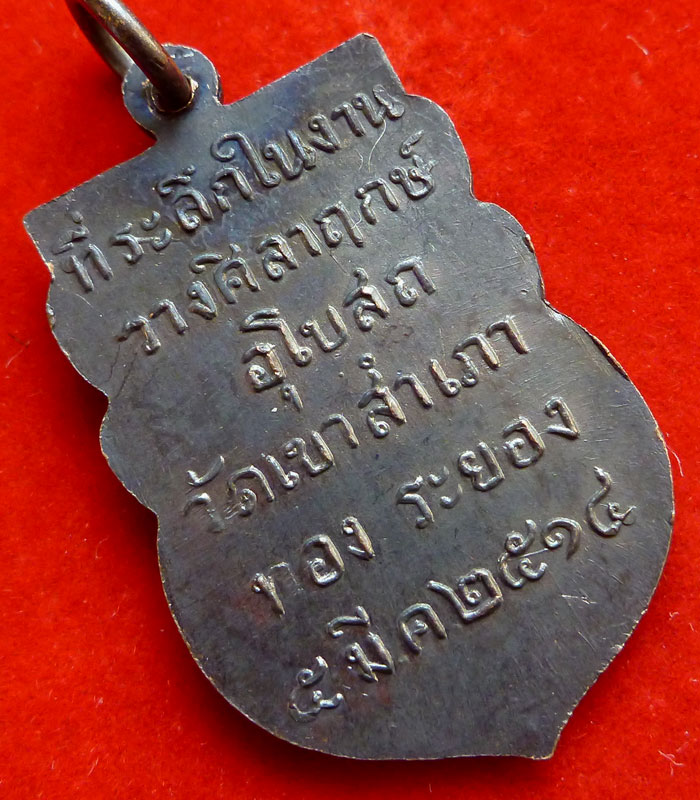 ที่ระลึกในงาน
วางศิลาฤกษ์
อุโบสถ
วัดเขาสำเภา
ทอง ระยอง
๕ มีค ๒๕๑๔